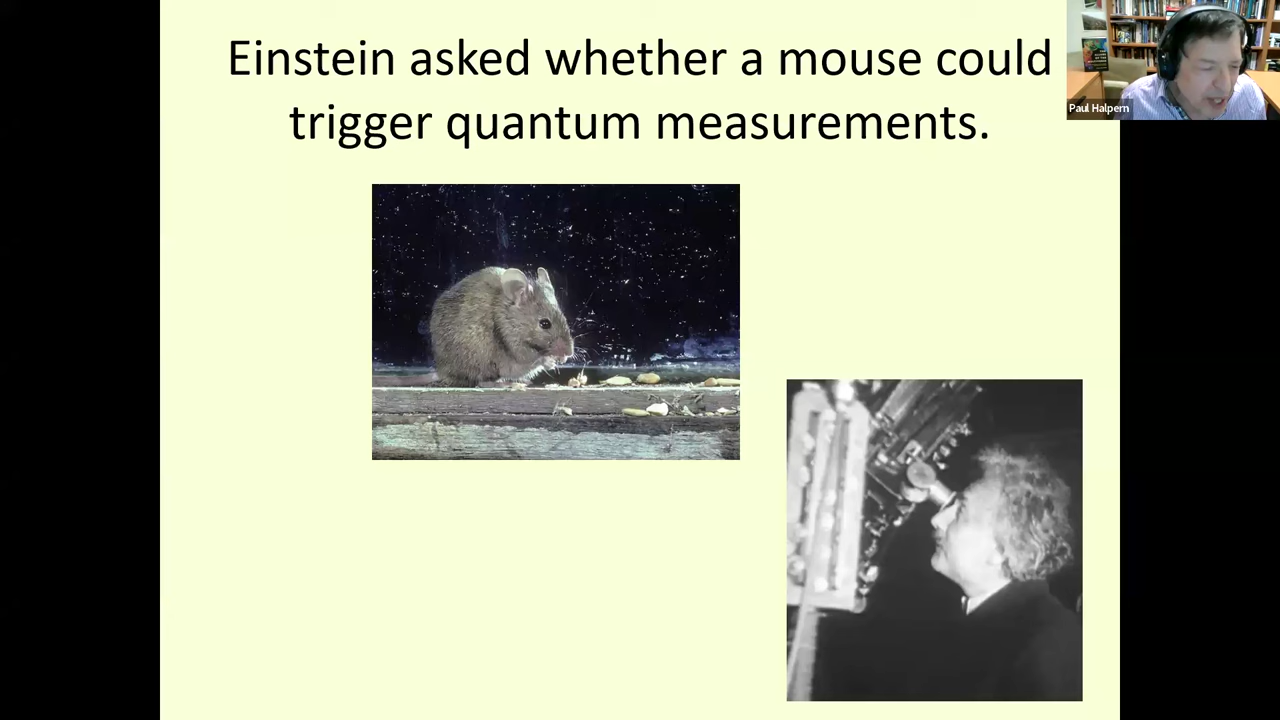 Einstein asked whether a mouse could
trigger quantum measurements.
Paul Halpern